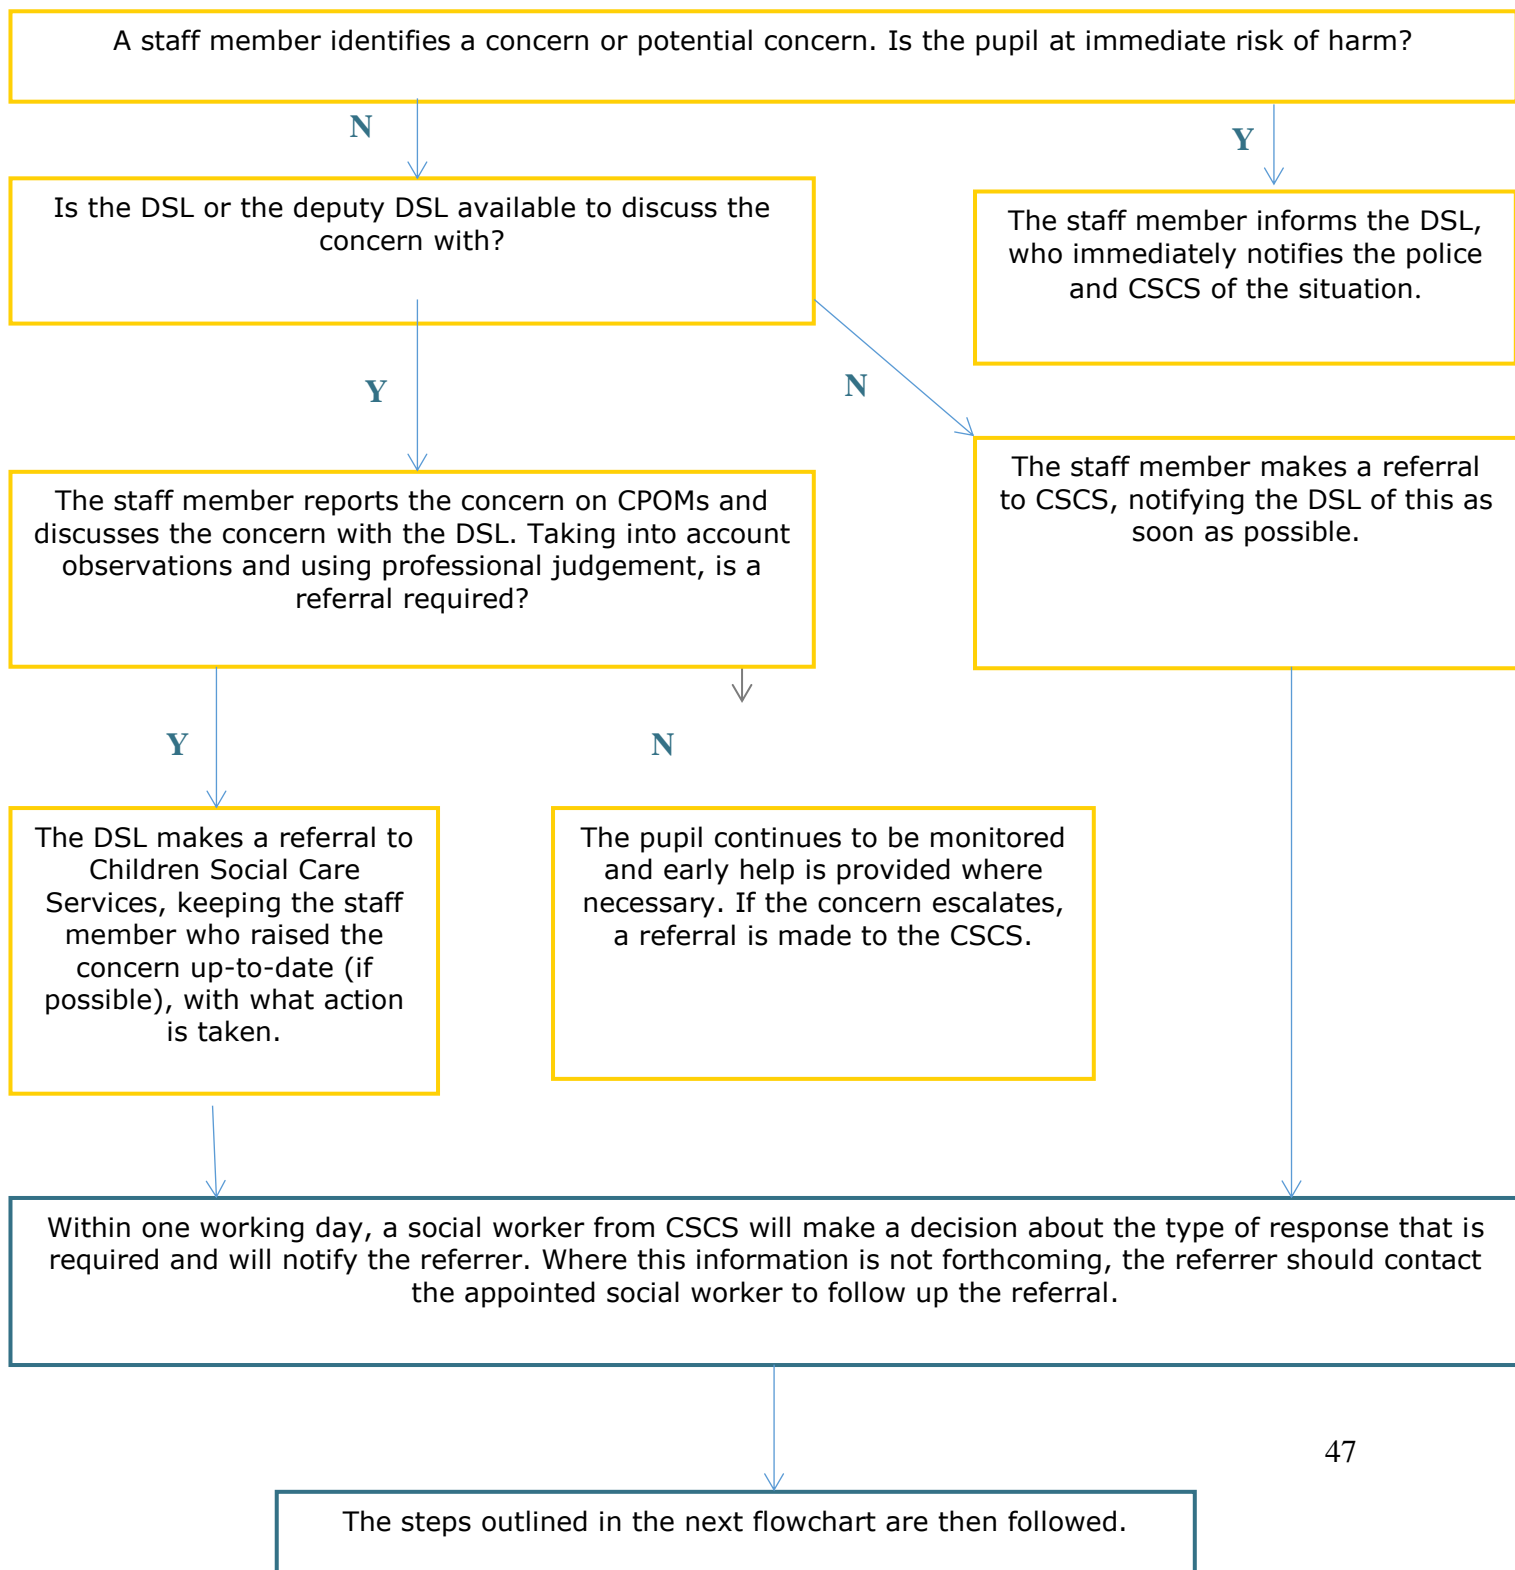 A staff member identifies a concern or potential concern. Is the pupil at immediate risk of harm?
N
Y
Is the DSL or the deputy DSL available to discuss the
concern with?
The staff member informs the DSL,
who immediately notifies the police
and CSCS of the situation.
Y
N
The staff member reports the concern on CPOMs and
discusses the concern with the DSL. Taking into account
observations and using professional judgement, is a
referral required?
The staff member makes a referral
to CSCS, notifying the DSL of this as
soon as possible.
Y
N
The DSL makes a referral to
Children Social Care
Services, keeping the staff
member who raised the
concern up-to-date (if
possible), with what action
is taken.
The pupil continues to be monitored
and early help is provided where
necessary. If the concern escalates,
a referral is made to the CSCS.
Within one working day, a social worker from CSCS will make a decision about the type of response that is
required and will notify the referrer. Where this information is not forthcoming, the referrer should contact
the appointed social worker to follow up the referral.
47
The steps outlined in the next flowchart are then followed.